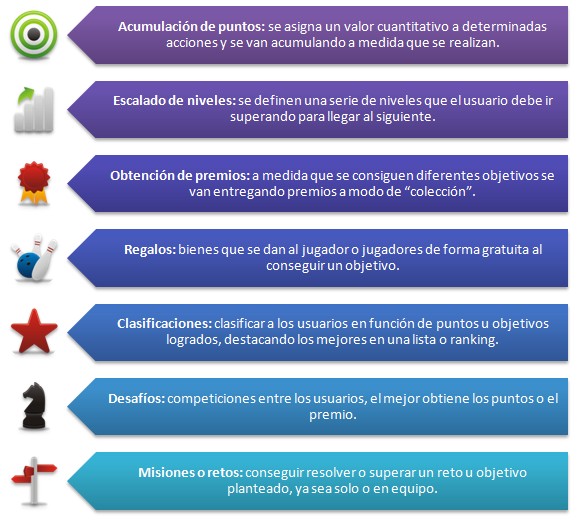 Acumulación de puntos: se asigna un valor cuantitativo a determinadas
acciones y se van acumulando a medida que se realizan.
Escalado de niveles: se definen una serie de niveles que el usuario debe ir
superando para llegar al siguiente.
Obtención de premios: a medida que se consiguen diferentes objetivos se
van entregando premios a modo de “colección”.
Regalos: bienes que se dan al jugador o jugadores de forma gratuita al
conseguir un objetivo.
Clasificaciones: clasificar a los usuarios en función de puntos u objetivos
logrados, destacando los mejores en una lista o ranking.
Desafíos: competiciones entre los usuarios, el mejor obtiene los puntos o el
premio.
Misiones o retos: conseguir resolver o superar un reto u objetivo
planteado, ya sea solo o en equipo.